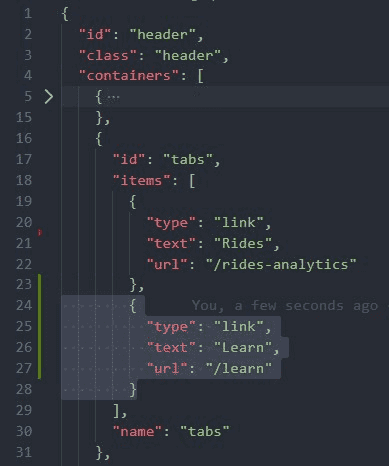 1 {
2 "id": "header",
3 "class": "header",
4 "containers": [
5 { ···
15 },
16 {
17 "id": "tabs",
18 "items": [
19 {
20 "type": "link",
21 "text": "Rides",
22 "url": "/rides-analytics"
23 },
24 { You, a few seconds ago
25 "type": "link",
26 "text": "Learn",
27 "url": "/learn"
28 }
29 ],
30 "name": "tabs"
31 },